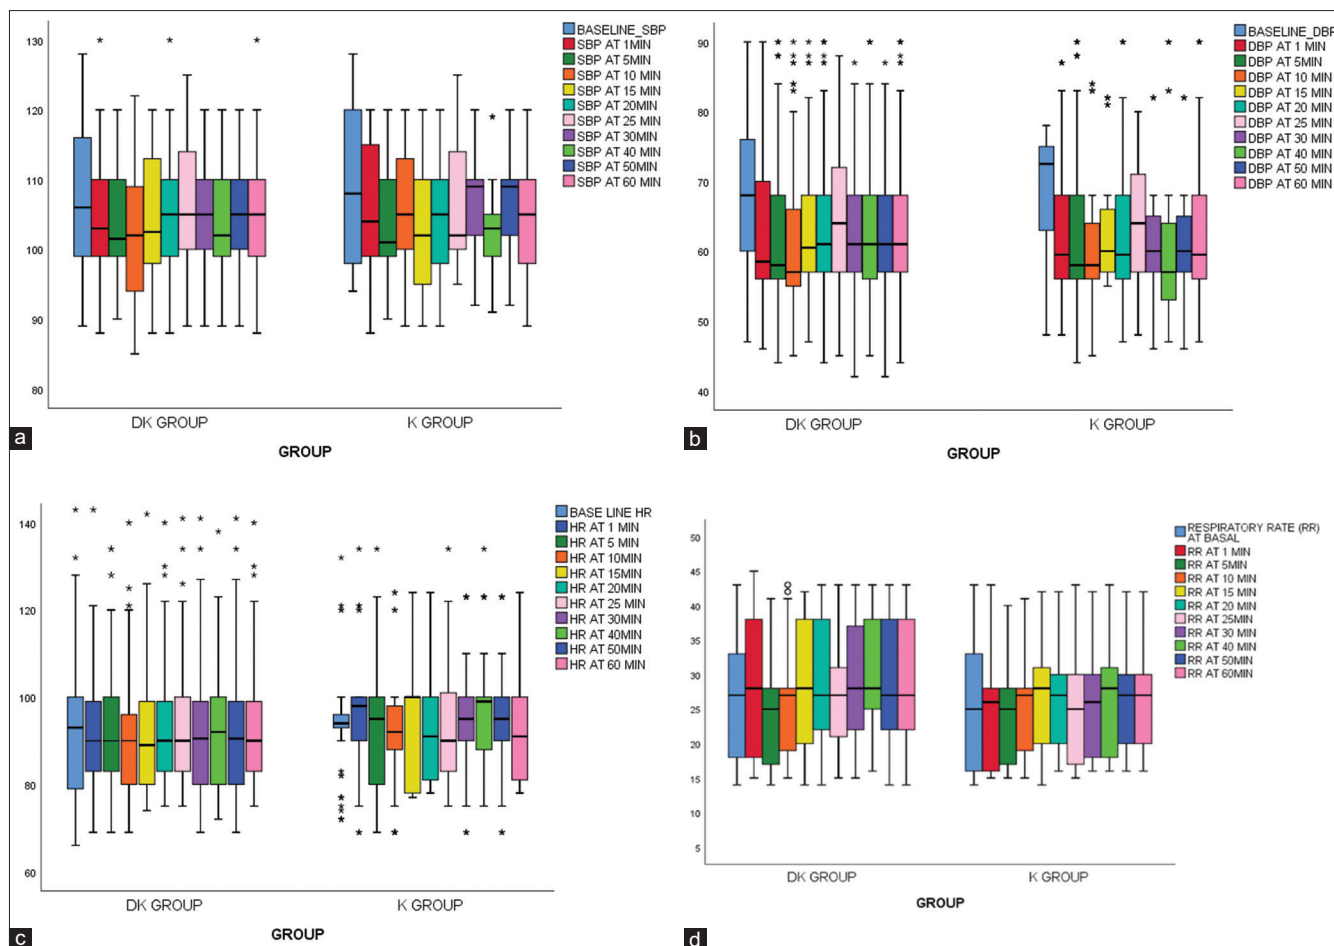 130
120
110
100
90
80
DK GROUP
K GROUP
GROUP
BASELINE_SBP
SBP AT 1MIN
SBP AT 5MIN
SBP AT 10 MIN
SBP AT 15 MIN
SBP AT 20MIN
SBP AT 25 MIN
SBP AT 30MIN
SBP AT 40 MIN
SBP AT 50MIN
SBP AT 60 MIN
a
90
80
70
60
50
40
DK GROUP
K GROUP
GROUP
BASELINE_DBP
DBP AT 1 MIN
DBP AT 5MIN
DBP AT 10 MIN
DBP AT 15 MIN
DBP AT 20 MIN
DBP AT 25 MIN
DBP AT 30 MIN
DBP AT 40 MIN
DBP AT 50 MIN
DBP AT 60 MIN
b
140
120
100
80
60
DK GROUP
K GROUP
GROUP
BASE LINE HR
HR AT 1 MIN
HR AT 5 MIN
HR AT 10MIN
HR AT 15MIN
HR AT 20MIN
HR AT 25 MIN
HR AT 30MIN
HR AT 40MIN
HR AT 50MIN
HR AT 60 MIN
c
50
45
40
35
30
25
20
15
10
5
DK GROUP
K GROUP
GROUP
RESPIRATORY RATE (RR)
AT BASAL
RR AT 1 MIN
RR AT 5MIN
RR AT 10 MIN
RR AT 15 MIN
RR AT 20 MIN
RR AT 25MIN
RR AT 30 MIN
RR AT 40 MIN
RR AT 50MIN
RR AT 60MIN
d